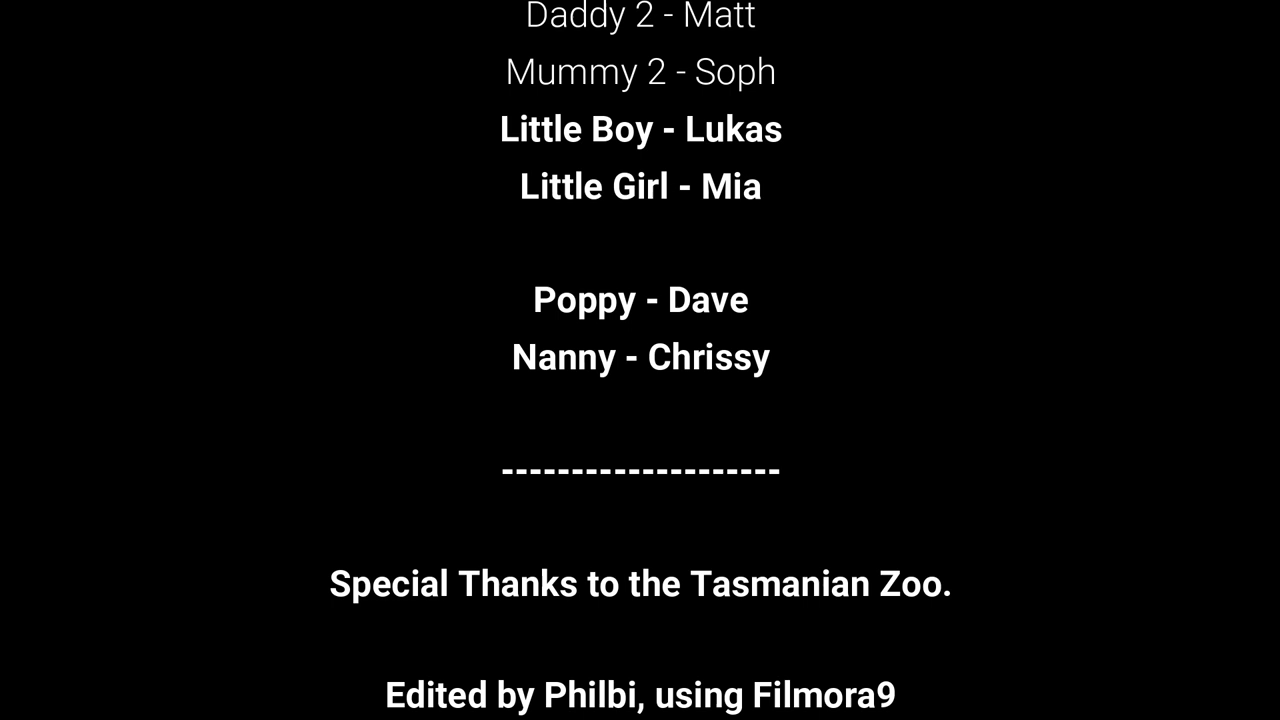 Daddy 2 - Matt
Mummy 2 - Soph
Little Boy - Lukas
Little Girl - Mia
Poppy - Dave
Nanny - Chrissy
--------------------
Special Thanks to the Tasmanian Zoo.
Edited by Philbi, using Filmora9